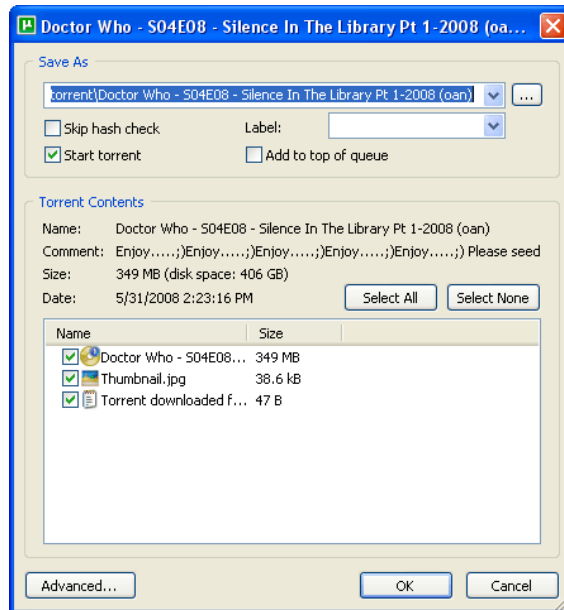 Doctor Who - S04E08 - Silence In The Library Pt 1-2008 (oa...
Save As
torrent\Doctor Who - S04E08 - Silence In The Library Pt 1-2008 (oan)
...
Skip hash check
Label:
Start torrent
Add to top of queue
Torrent Contents
Name: Doctor Who - S04E08 - Silence In The Library Pt 1-2008 (oan)
Comment: Enjoy.....;)Enjoy.....;)Enjoy.....;)Enjoy.....;)Enjoy.....;) Please seed
Size: 349 MB (disk space: 406 GB)
Date: 5/31/2008 2:23:16 PM
Select All
Select None
Name Size
Doctor Who - S04E08... 349 MB
Thumbnail.jpg 38.6 kB
Torrent downloaded f... 47 B
Advanced... OK Cancel